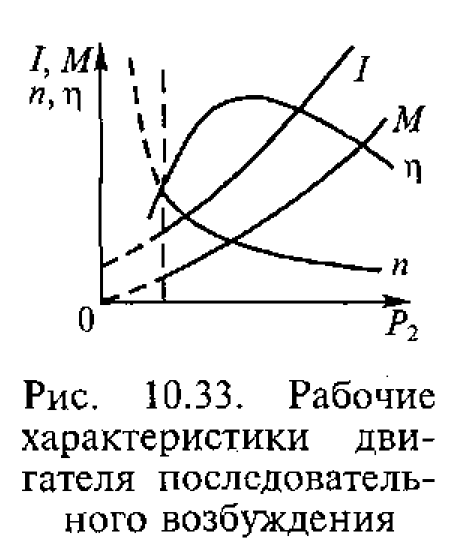 I, M
n, η
I
M
η
n
0
P₂
Рис. 10.33. Рабочие
характеристики дви-
гателя последователь-
ного возбуждения